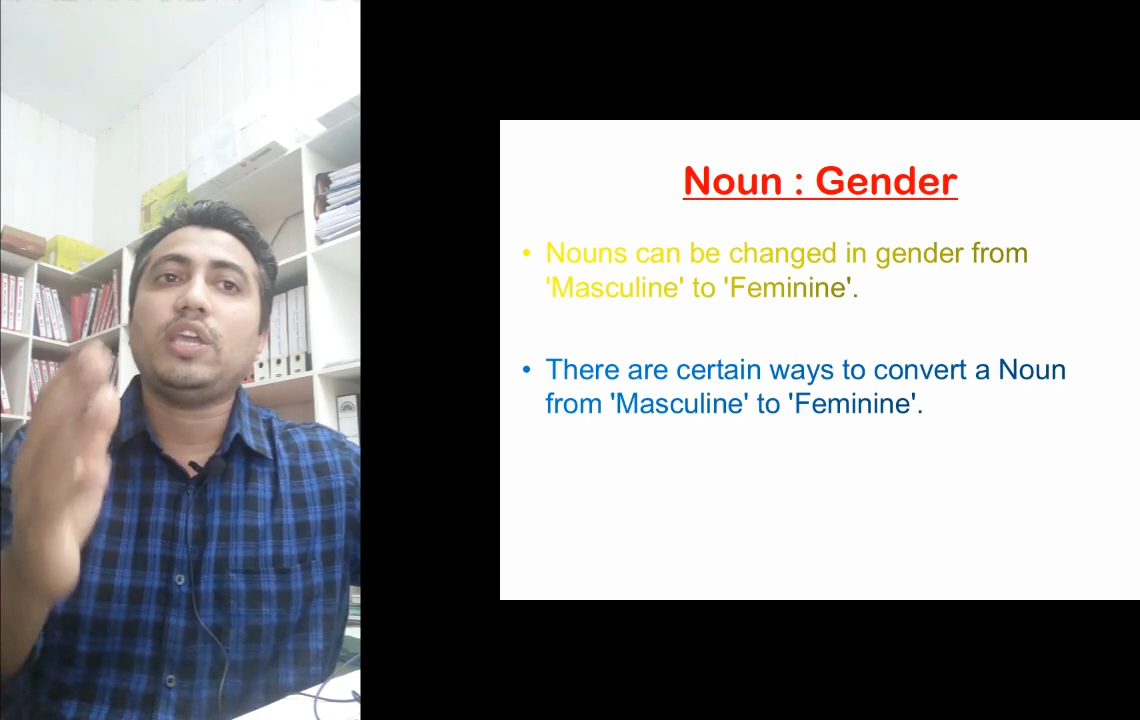 Noun : Gender
• Nouns can be changed in gender from
'Masculine' to 'Feminine'.
• There are certain ways to convert a Noun
from 'Masculine' to 'Feminine'.